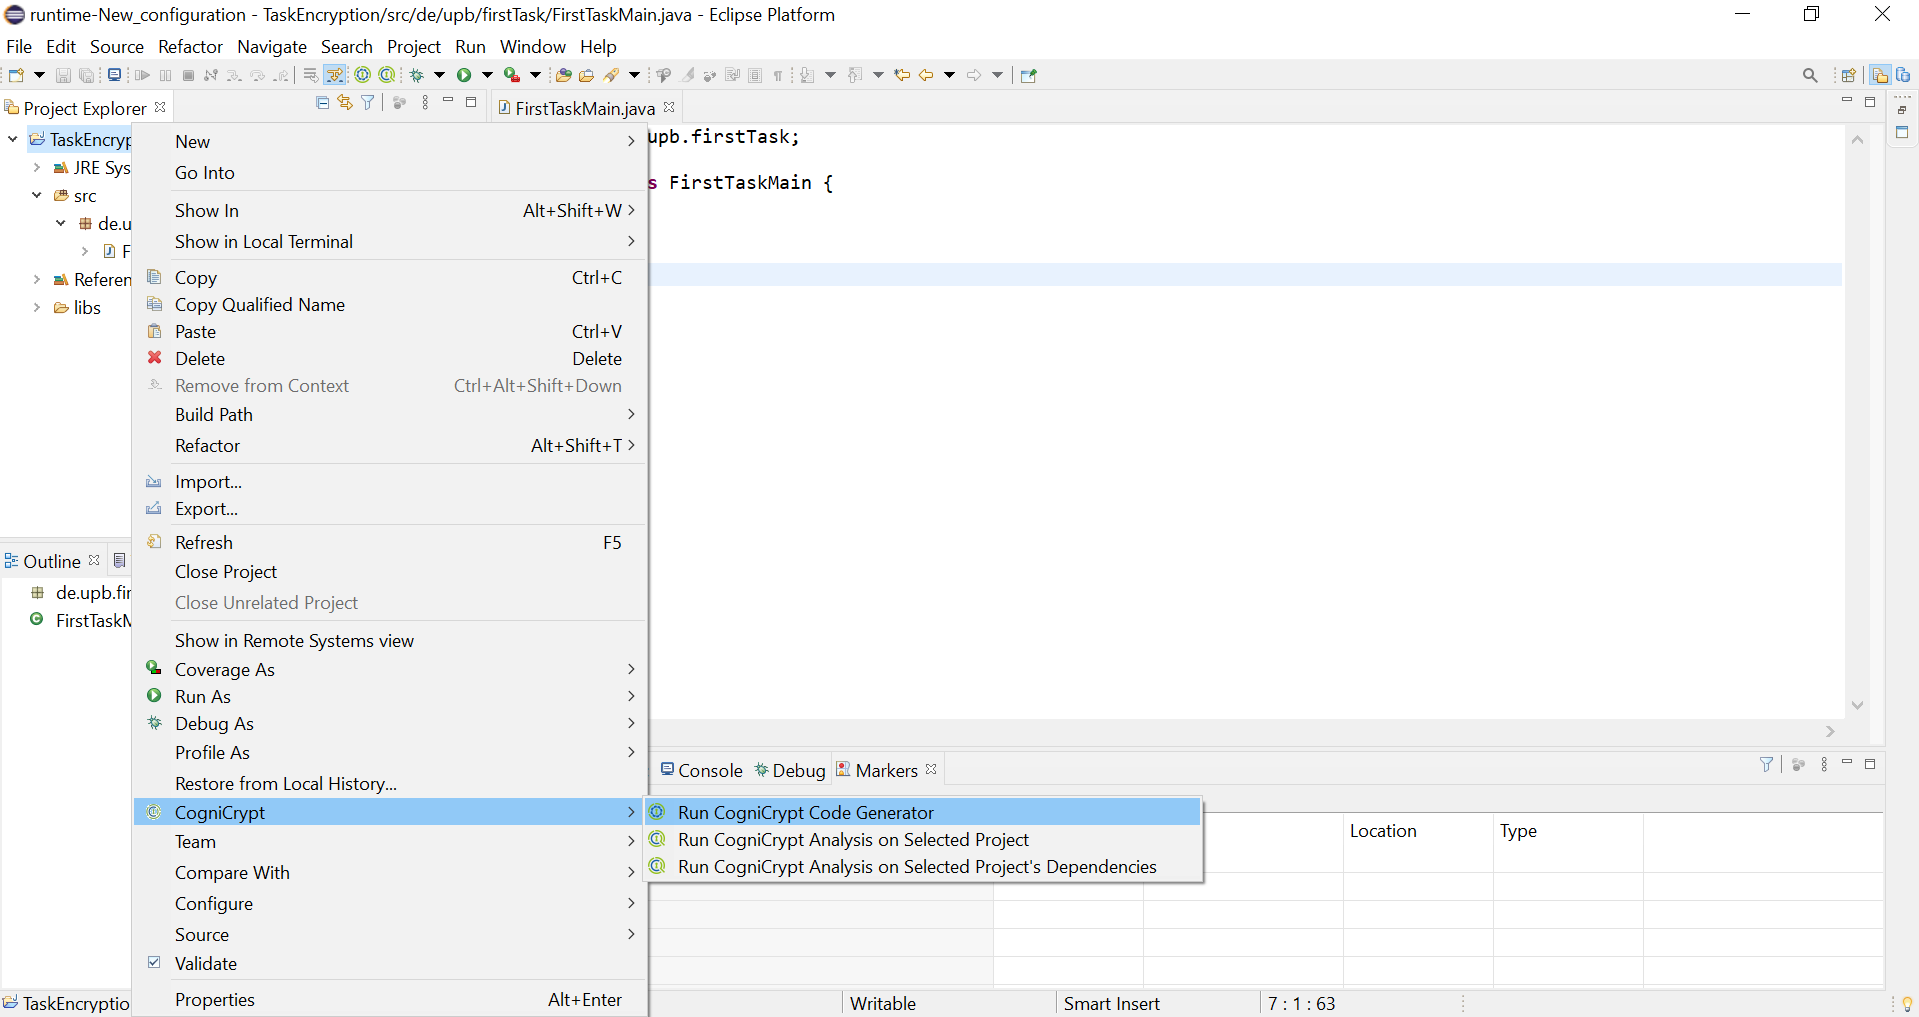 runtime-New_configuration - TaskEncryption/src/de/upb/firstTask/FirstTaskMain.java - Eclipse Platform
File Edit Source Refactor Navigate Search Project Run Window Help
Project Explorer
FirstTaskMain.java
TaskEncryp
JRE Sys
src
de.u
F
Referen
libs
New
Go Into
Show In Alt+Shift+W
Show in Local Terminal
Copy Ctrl+C
Copy Qualified Name
Paste Ctrl+V
Delete Delete
Remove from Context Ctrl+Alt+Shift+Down
Build Path
Refactor Alt+Shift+T
Import...
Export...
Refresh F5
Close Project
Close Unrelated Project
Show in Remote Systems view
Coverage As
Run As
Debug As
Profile As
Restore from Local History...
CogniCrypt
Team
Compare With
Configure
Source
Validate
Properties Alt+Enter
Run CogniCrypt Code Generator
Run CogniCrypt Analysis on Selected Project
Run CogniCrypt Analysis on Selected Project's Dependencies
upb.firstTask;
s FirstTaskMain {
Outline
de.upb.fir
FirstTaskM
Console Debug Markers
Location Type
TaskEncryptio
Writable Smart Insert 7 : 1 : 63